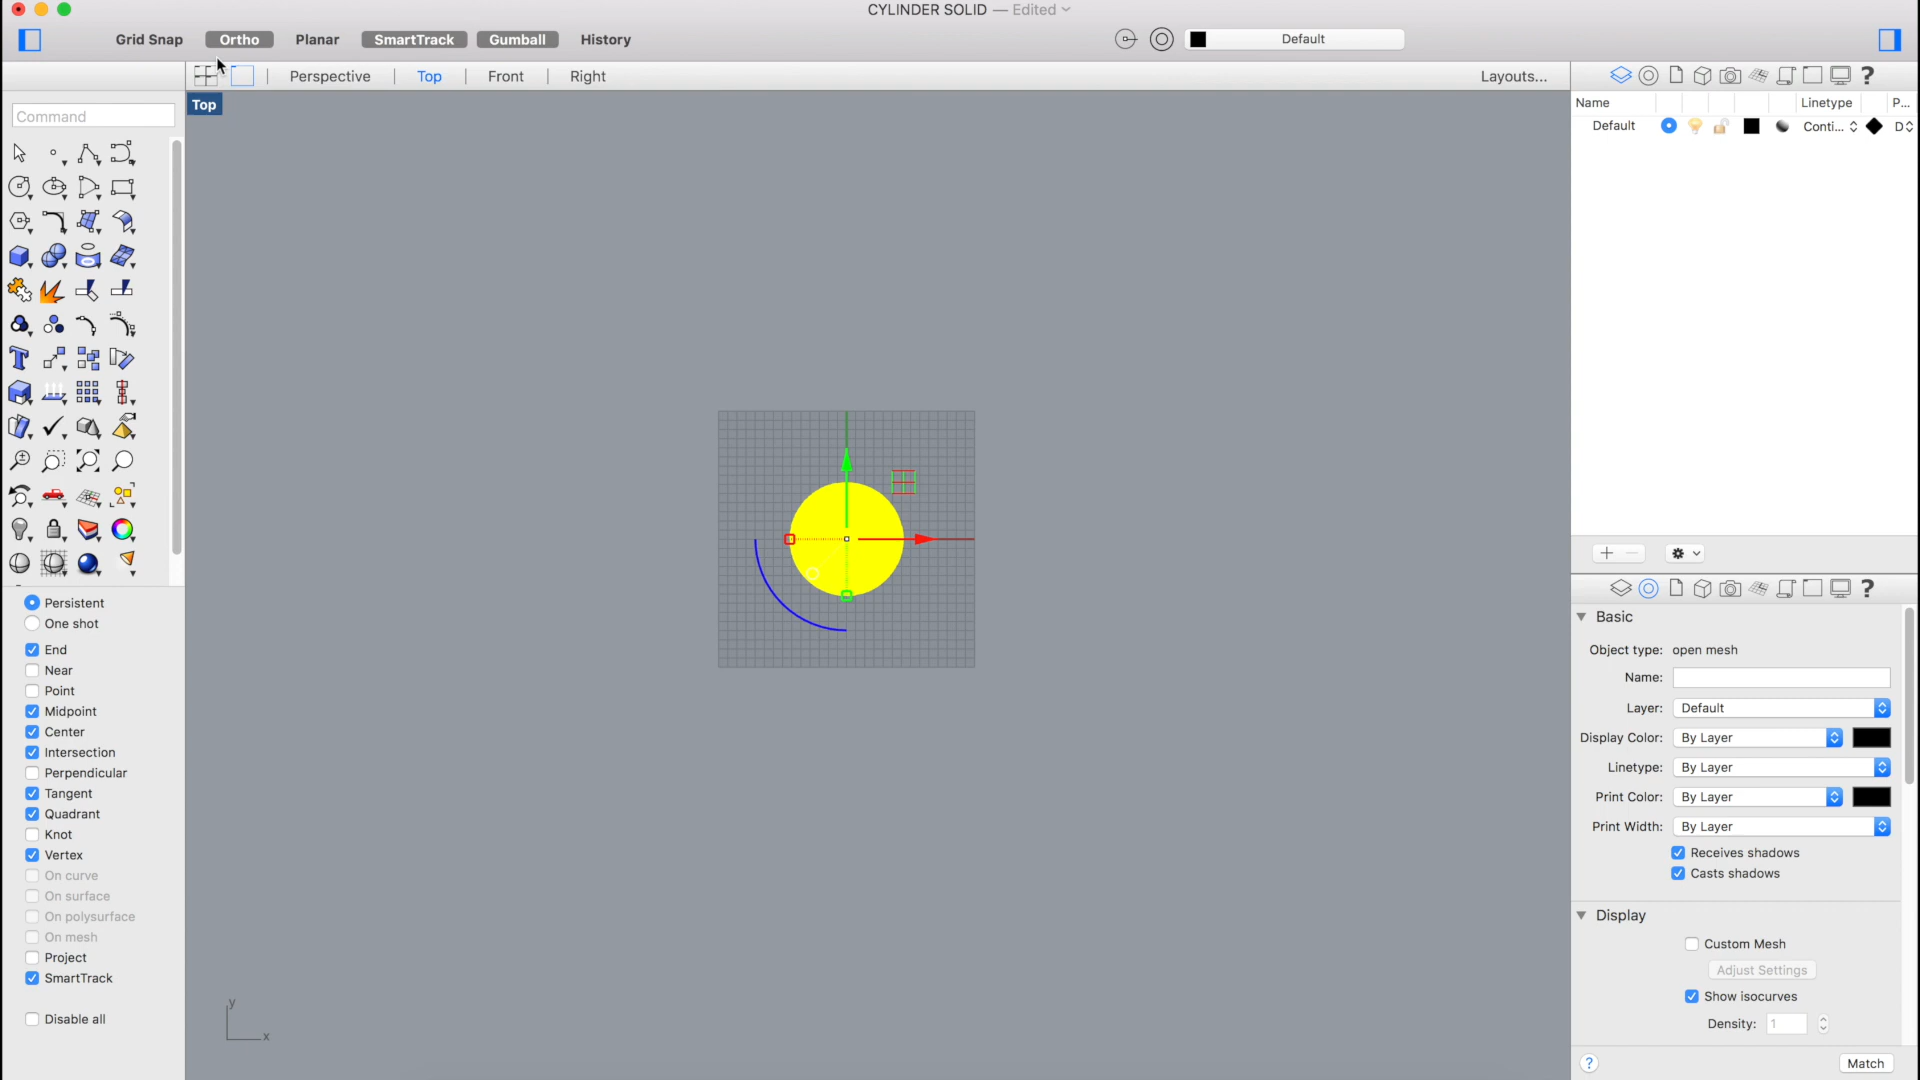 CYLINDER SOLID — Edited
Grid Snap
Ortho
Planar
SmartTrack
Gumball
History
Default
Perspective
Top
Front
Right
Layouts...
Top
Command
Name
Linetype
P...
Default
Conti...
D
Persistent
One shot
End
Near
Point
Midpoint
Center
Intersection
Perpendicular
Tangent
Quadrant
Knot
Vertex
On curve
On surface
On polysurface
On mesh
Project
SmartTrack
Disable all
y
x
Basic
Object type: open mesh
Name:
Layer: Default
Display Color: By Layer
Linetype: By Layer
Print Color: By Layer
Print Width: By Layer
Receives shadows
Casts shadows
Display
Custom Mesh
Adjust Settings
Show isocurves
Density: 1
? Match